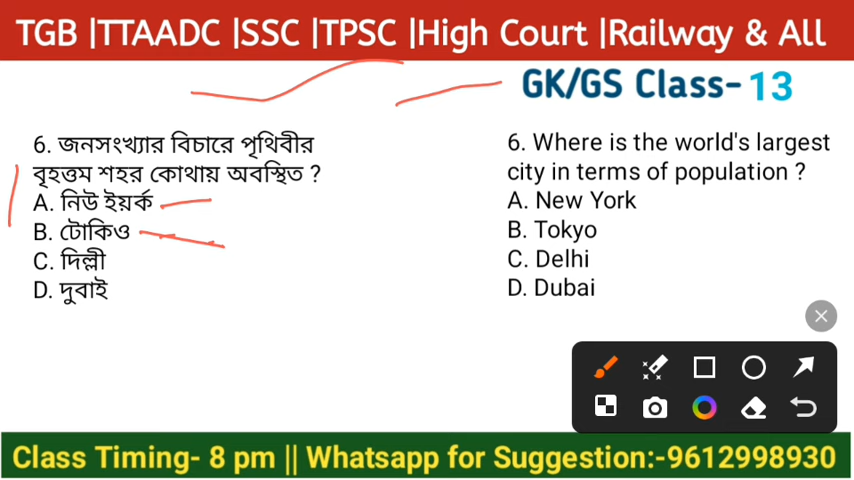 TGB |TTAADC |SSC |TPSC |High Court |Railway & All
GK/GS Class- 13
6. জনসংখ্যার বিচারে পৃথিবীর
বৃহত্তম শহর কোথায় অবস্থিত ?
A. নিউ ইয়র্ক
B. টোকিও
C. দিল্লী
D. দুবাই
6. Where is the world's largest
city in terms of population ?
A. New York
B. Tokyo
C. Delhi
D. Dubai
Class Timing- 8 pm || Whatsapp for Suggestion:-9612998930